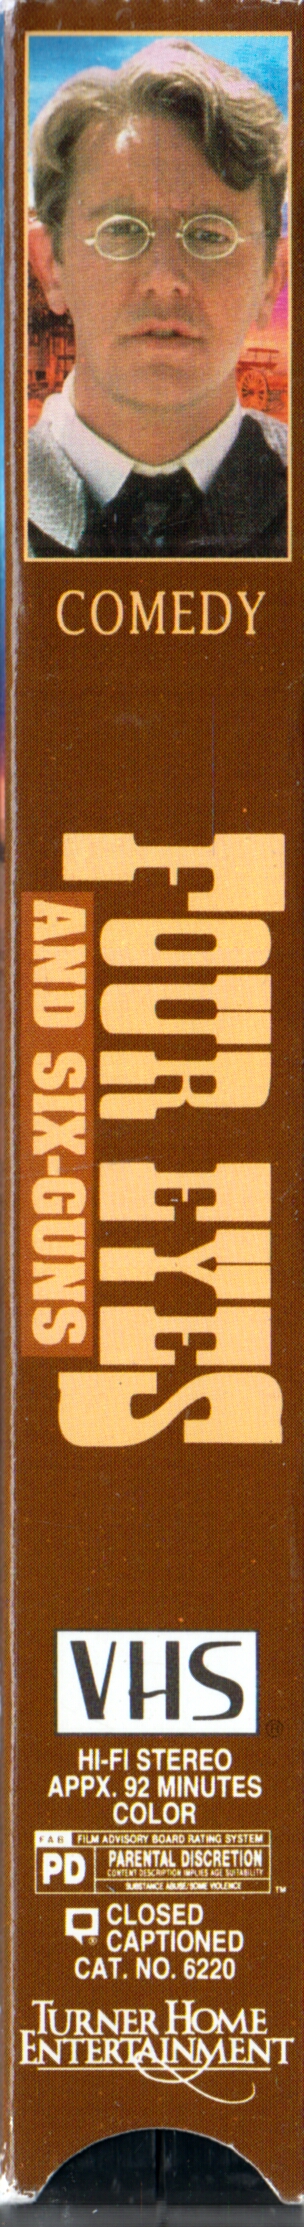 COMEDY
FOUR EYES
AND SIX-GUNS
VHS
®
HI-FI STEREO
APPX. 92 MINUTES
COLOR
FAB FILM ADVISORY BOARD RATING SYSTEM
PD PARENTAL DISCRETION
CONTENT DESCRIPTION IMPLIES AGE SUITABILITY
SUBSTANCE ABUSE/SOME VIOLENCE
™
CLOSED
CAPTIONED
CAT. NO. 6220
TURNER HOME
ENTERTAINMENT